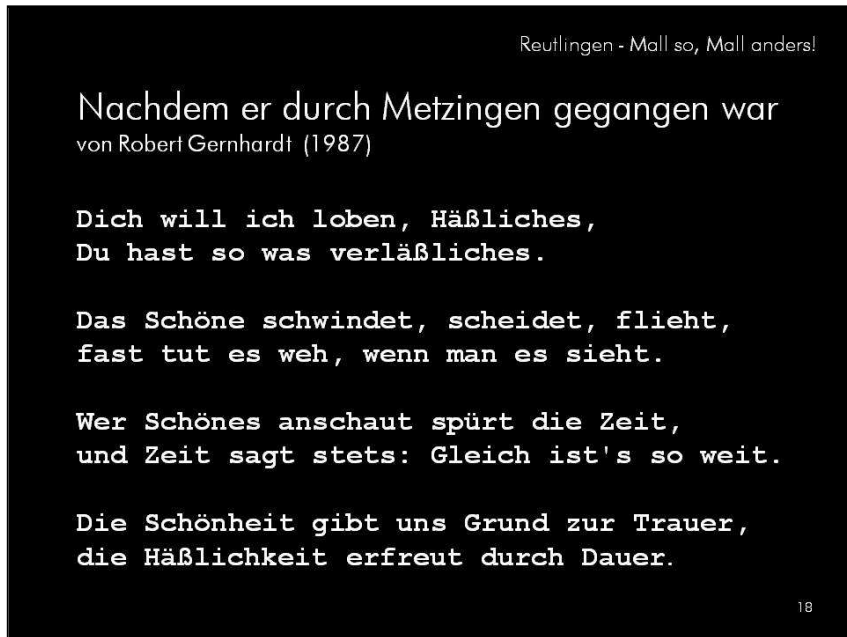 Reutlingen - Mall so, Mall anders!
Nachdem er durch Metzingen gegangen war
von Robert Gernhardt (1987)
Dich will ich loben, Häßliches,
Du hast so was verläßliches.
Das Schöne schwindet, scheidet, flieht,
fast tut es weh, wenn man es sieht.
Wer Schönes anschaut spürt die Zeit,
und Zeit sagt stets: Gleich ist's so weit.
Die Schönheit gibt uns Grund zur Trauer,
die Häßlichkeit erfreut durch Dauer.
18